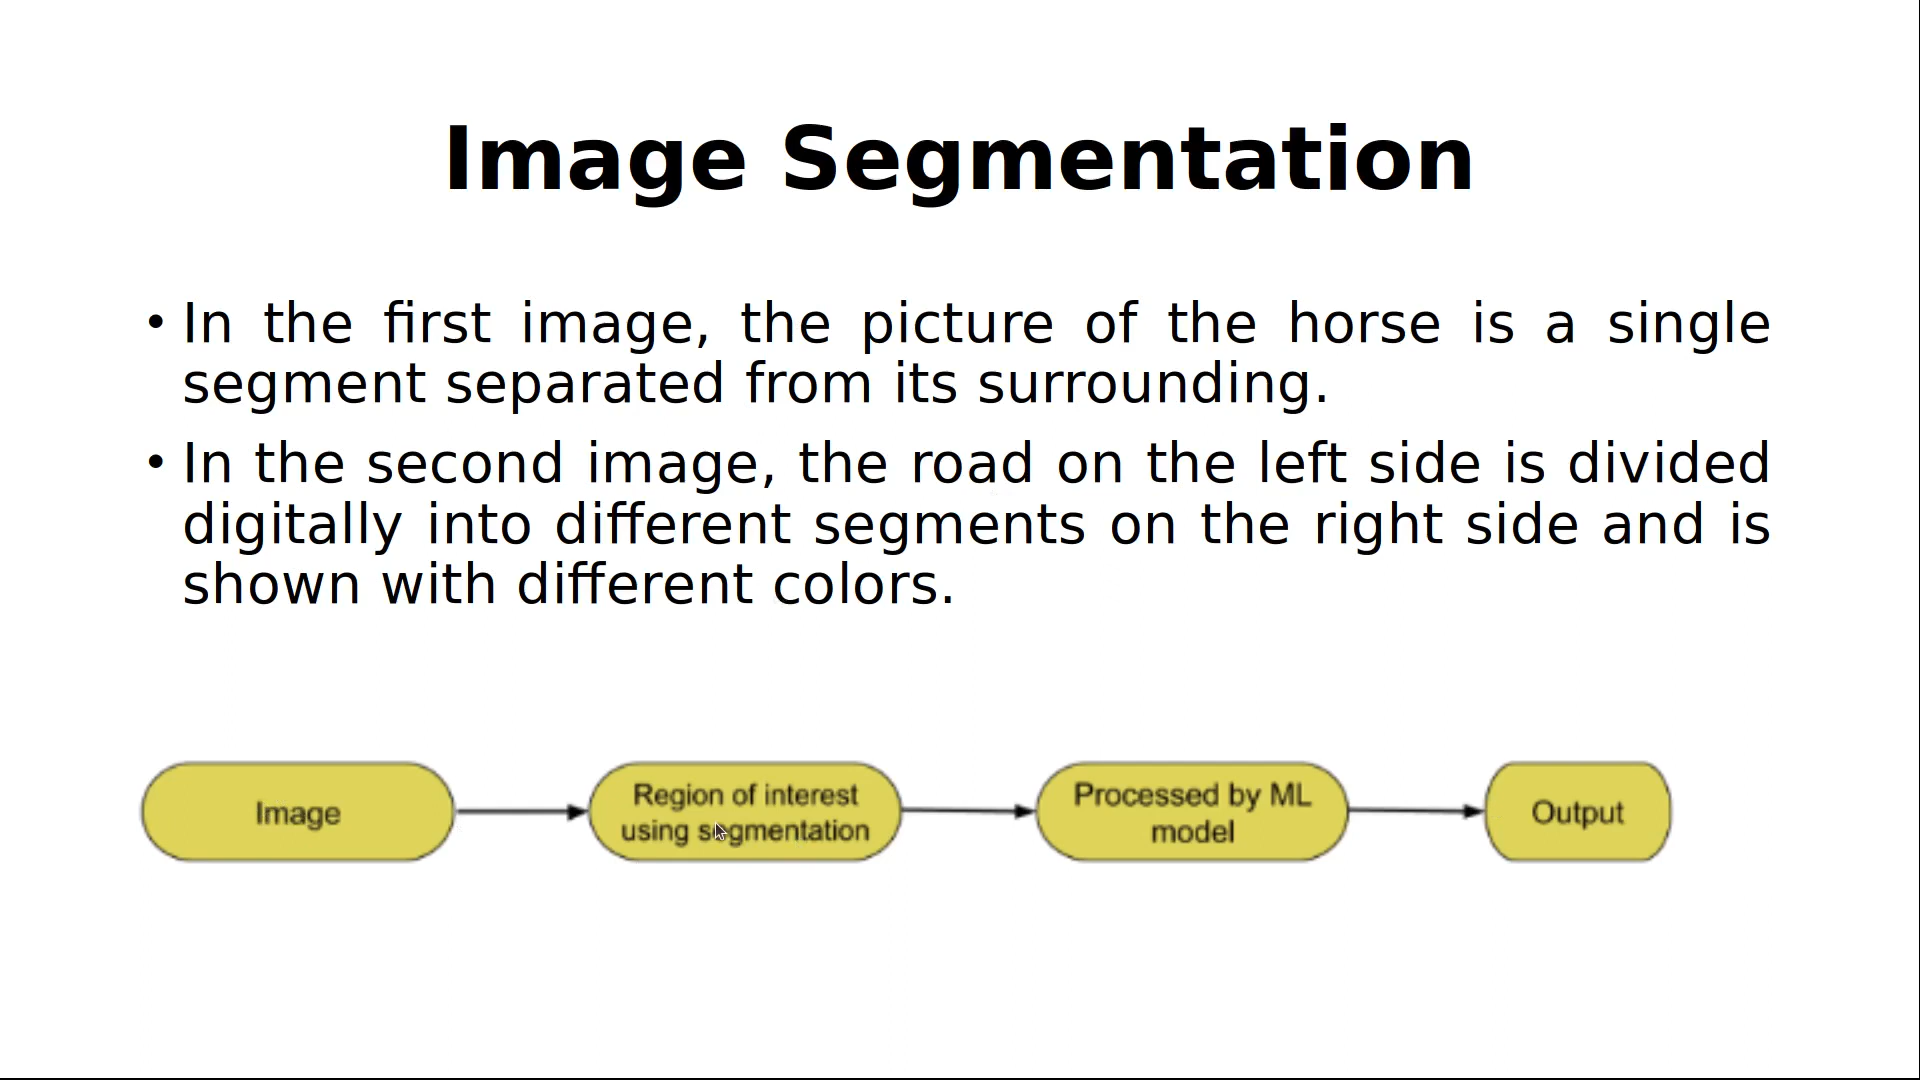 Image Segmentation
• In the first image, the picture of the horse is a single
segment separated from its surrounding.
• In the second image, the road on the left side is divided
digitally into different segments on the right side and is
shown with different colors.
Image
Region of interest
using segmentation
Processed by ML
model
Output